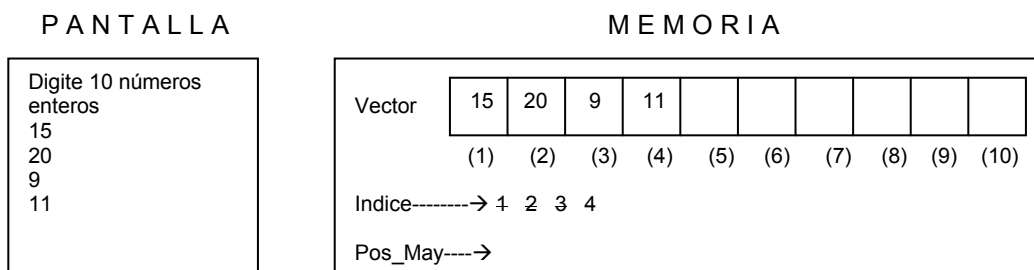 PANTALLA
MEMORIA
Digite 10 números
enteros
15
20
9
11
Vector 15 20 9 11
(1) (2) (3) (4) (5) (6) (7) (8) (9) (10)
Indice--------→ 1 2 3 4
Pos_May----→